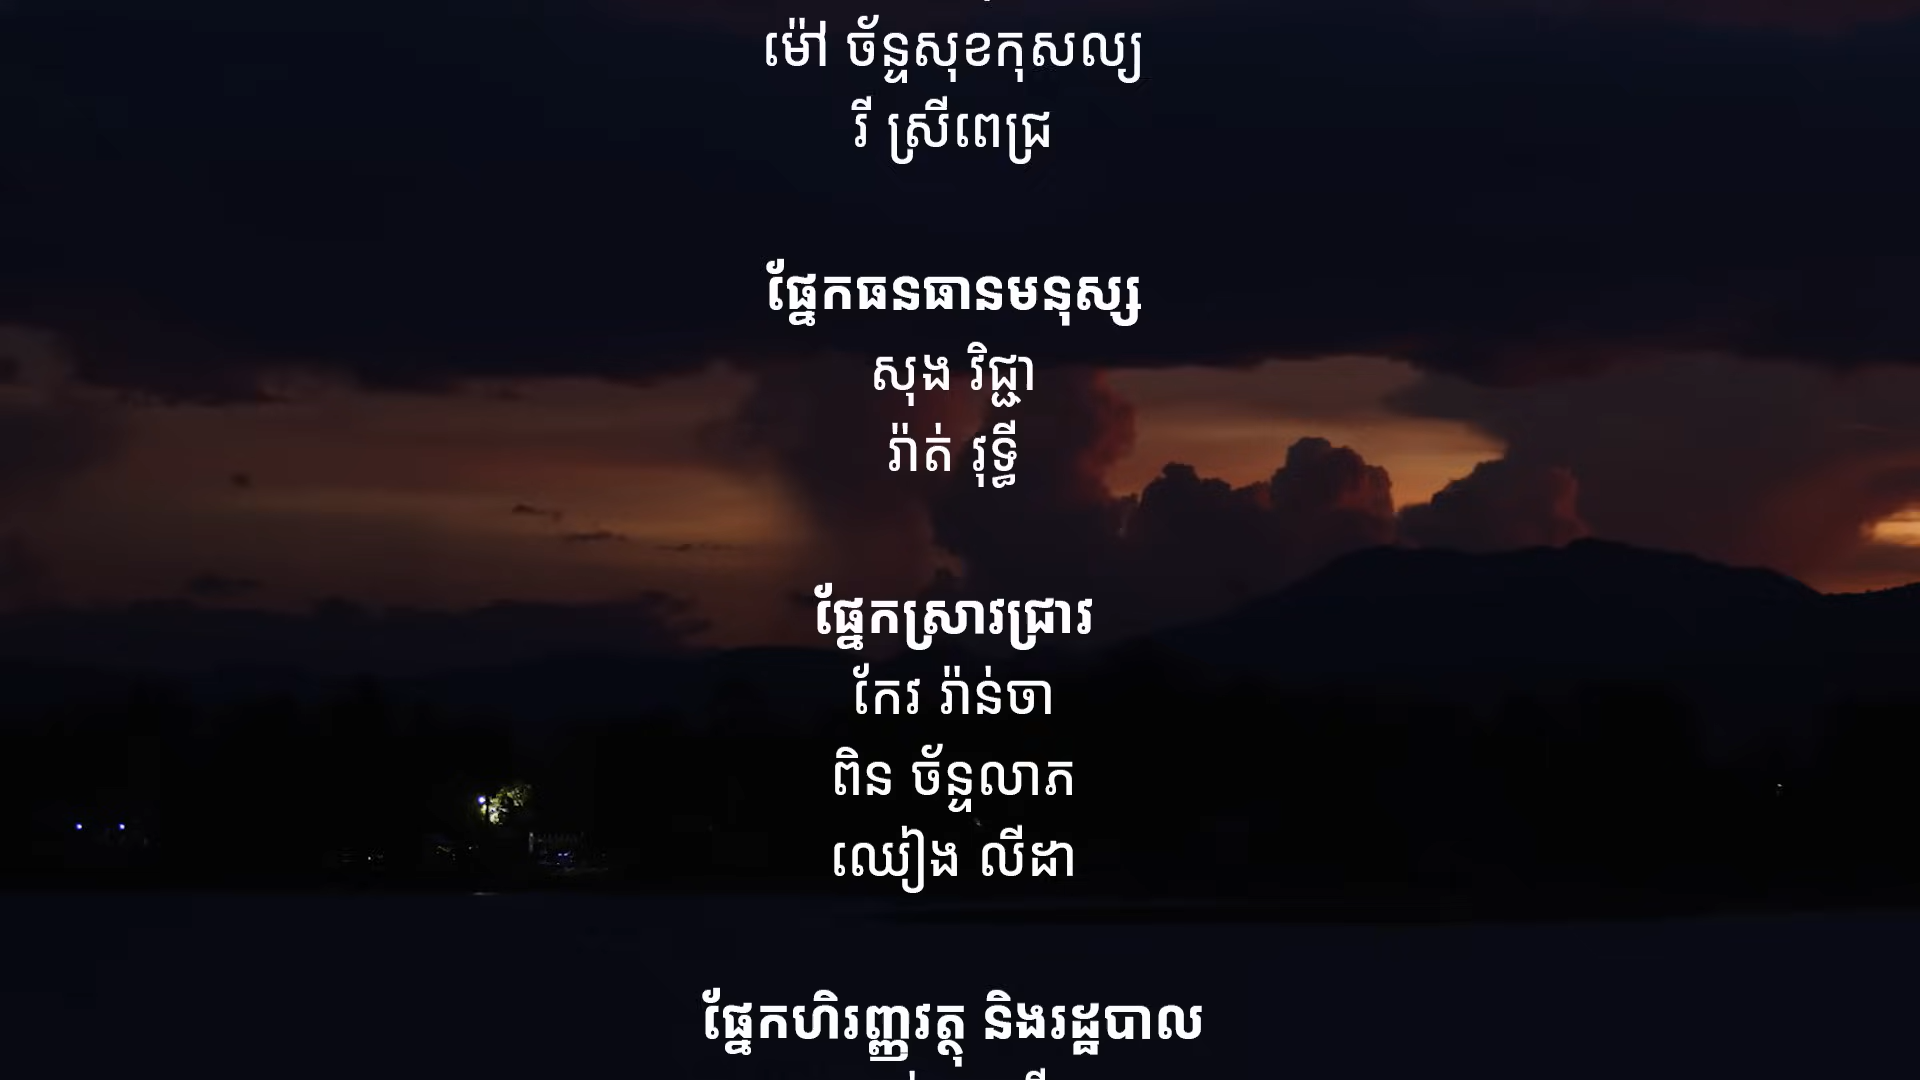 ម៉ៅ ច័ន្ទសុខកុសល្យ
រី ស្រីពេជ្រ
ផ្នែកធនធានមនុស្ស
សុង វិជ្ជា
រ៉ាត់ វុទ្ធី
ផ្នែកស្រាវជ្រាវ
កែវ រ៉ាន់ចា
ពិន ច័ន្ទលាភ
ឈៀង លីដា
ផ្នែកហិរញ្ញវត្ថុ និងរដ្ឋបាល